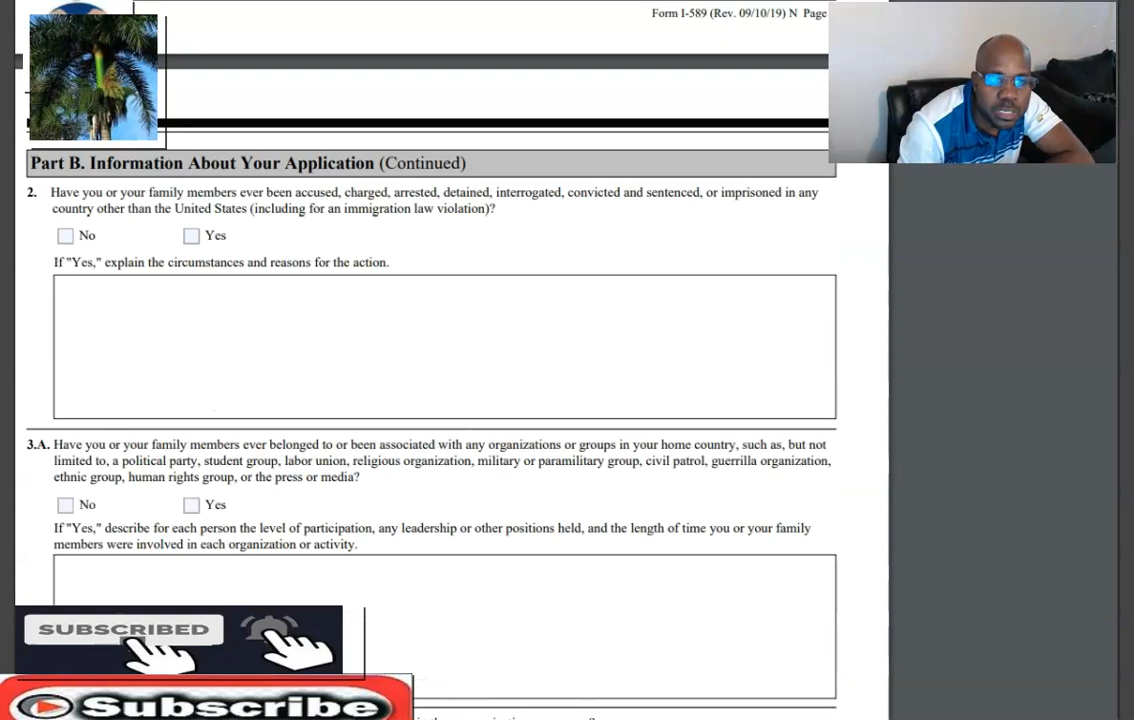 Form I-589 (Rev. 09/10/19) N Page
Part B. Information About Your Application (Continued)
2. Have you or your family members ever been accused, charged, arrested, detained, interrogated, convicted and sentenced, or imprisoned in any
country other than the United States (including for an immigration law violation)?
No Yes
If "Yes," explain the circumstances and reasons for the action.
3.A. Have you or your family members ever belonged to or been associated with any organizations or groups in your home country, such as, but not
limited to, a political party, student group, labor union, religious organization, military or paramilitary group, civil patrol, guerrilla organization,
ethnic group, human rights group, or the press or media?
No Yes
If "Yes," describe for each person the level of participation, any leadership or other positions held, and the length of time you or your family
members were involved in each organization or activity.
SUBSCRIBED
Subscribe